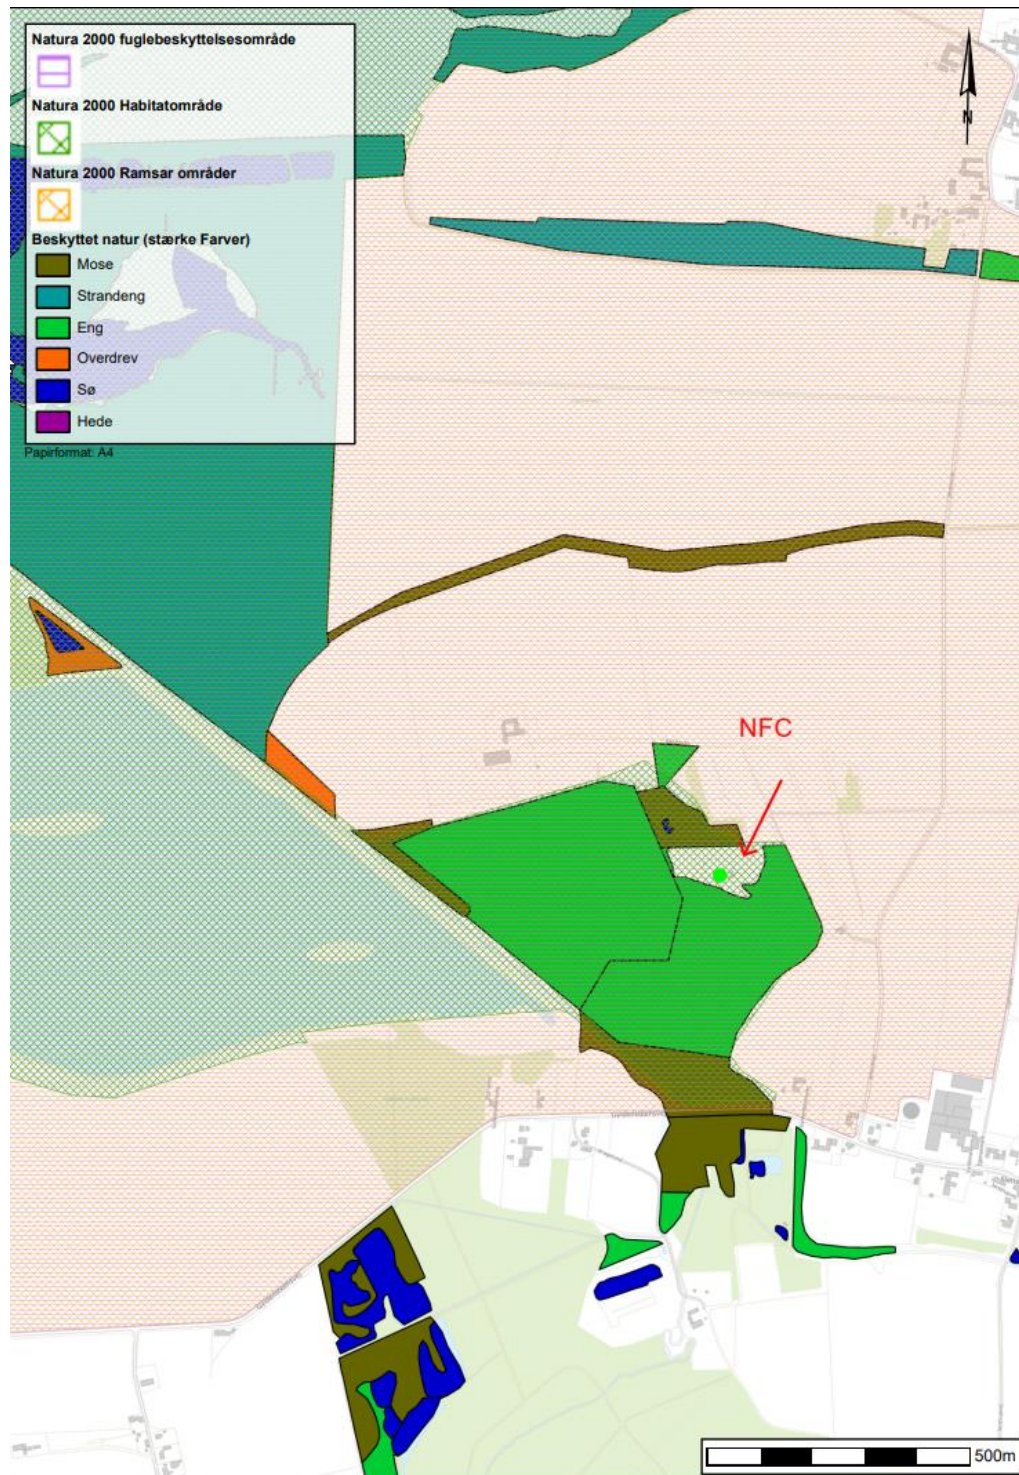 Natura 2000 fuglebeskyttelsesområde
Natura 2000 Habitatområde
N
Natura 2000 Ramsar områder
Beskyttet natur (stærke Farver)
Mose
Strandeng
Eng
Overdrev
Sø
Hede
Papirformat: A4
NFC
500m